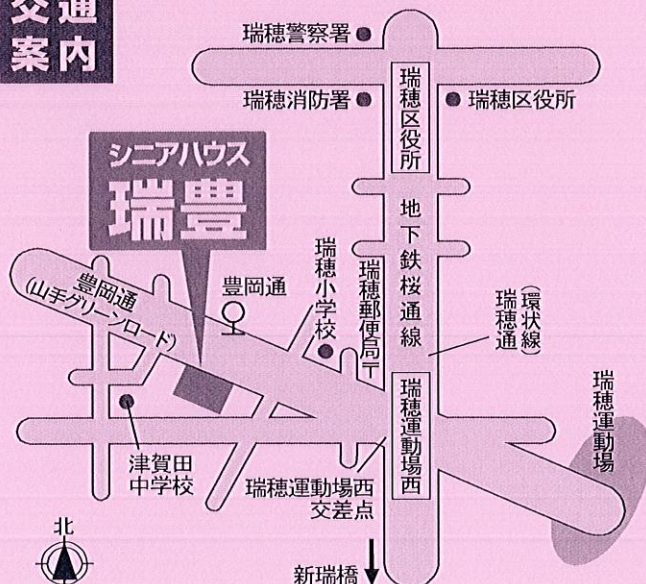 交通
案内
瑞穂警察署
瑞穂消防署
瑞穂区役所
瑞穂区役所
シニアハウス
瑞豊
地下鉄桜通線
豊岡通
(山手グリーンロード)
豊岡通
瑞穂小学校
瑞穂郵便局〒
(環状線)
瑞穂通
瑞穂運動場西
瑞穂運動場
津賀田
中学校
瑞穂運動場西
交差点
北
新瑞橋